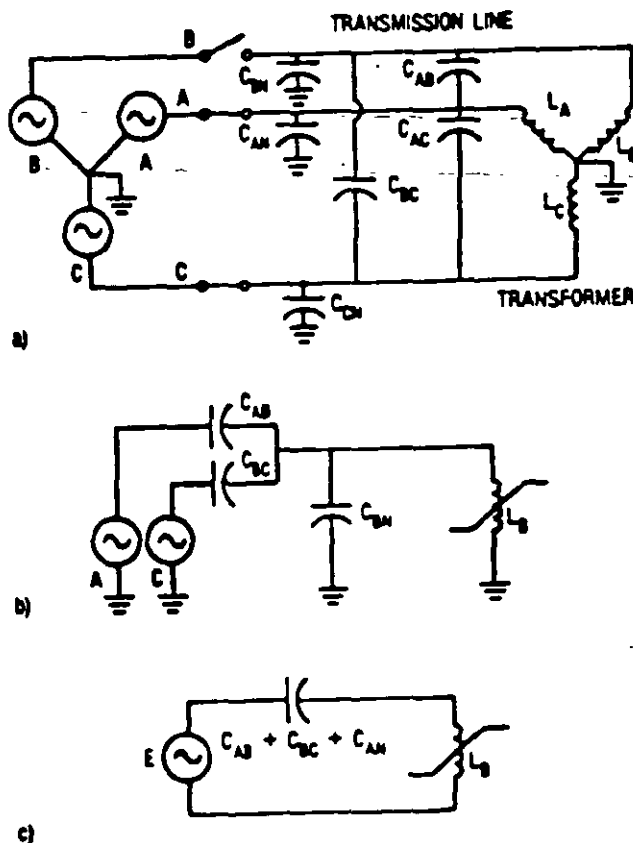 TRANSMISSION LINE
B
C_BN
C_AB
A
C_AN
C_AC
L_A
L_B
B
A
C_BC
L_C
C
C
C_CN
TRANSFORMER
a)
C_AB
C_BC
C_BN
L_B
A
C
b)
E
C_AB + C_BC + C_AN
L_B
c)